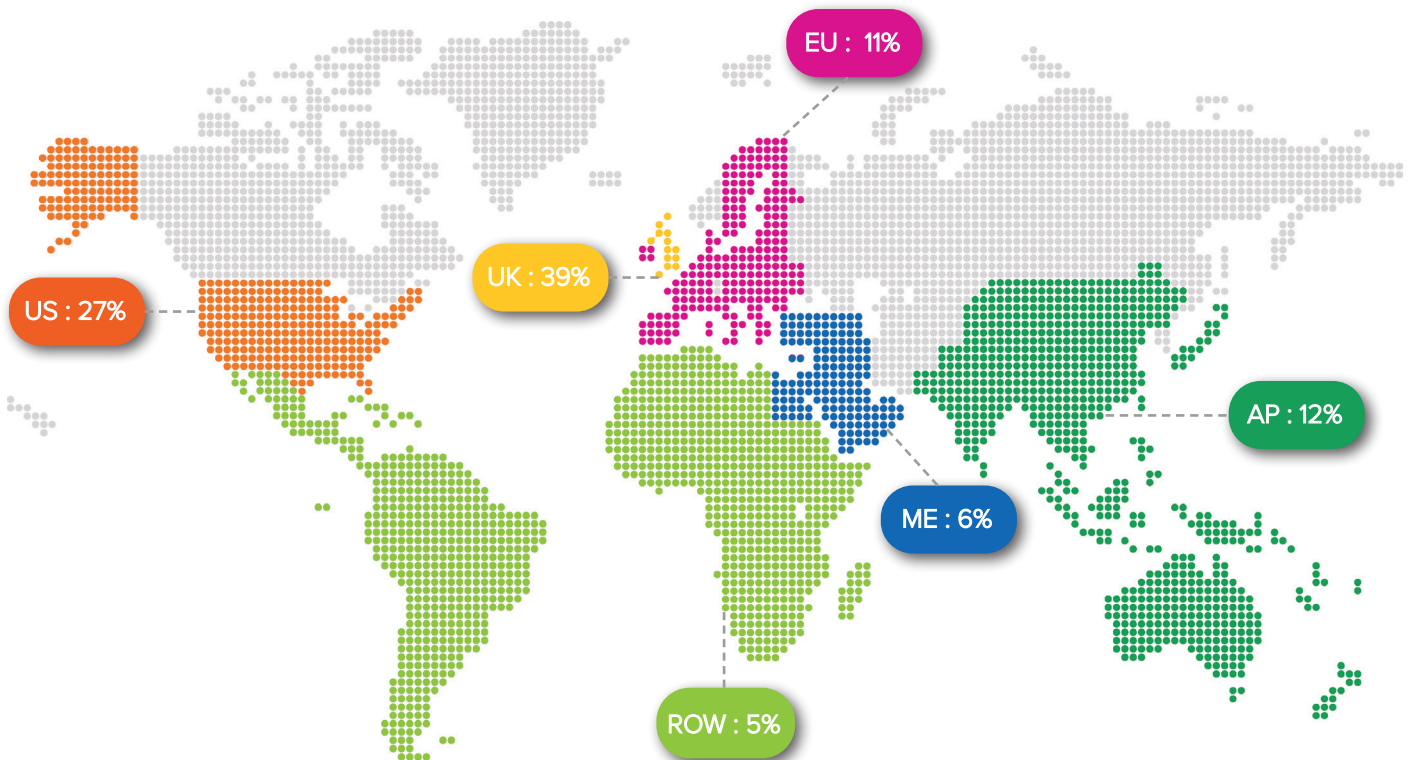 EU : 11%
UK : 39%
US : 27%
AP : 12%
ME : 6%
ROW : 5%